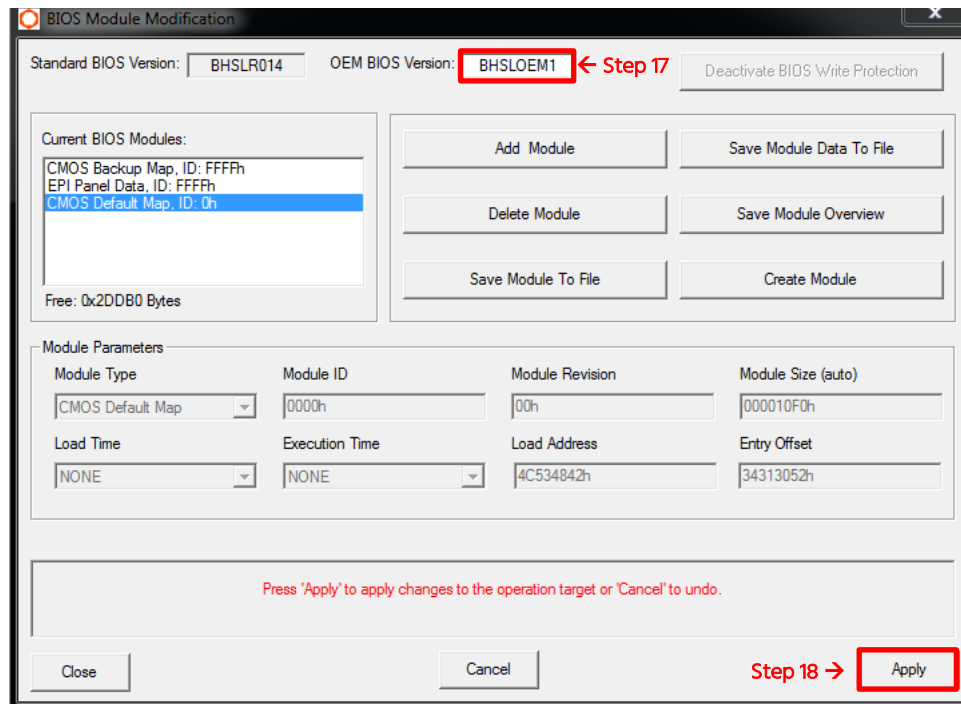 BIOS Module Modification
Standard BIOS Version: BHSLR014 OEM BIOS Version: BHSLOEM1 ← Step 17 Deactivate BIOS Write Protection
Current BIOS Modules:
CMOS Backup Map, ID: FFFFh
EPI Panel Data, ID: FFFFh
CMOS Default Map, ID: 0h
Free: 0x2DDB0 Bytes
Add Module Save Module Data To File
Delete Module Save Module Overview
Save Module To File Create Module
Module Parameters
Module Type Module ID Module Revision Module Size (auto)
CMOS Default Map 0000h 00h 000010F0h
Load Time Execution Time Load Address Entry Offset
NONE NONE 4C534842h 34313052h
Press 'Apply' to apply changes to the operation target or 'Cancel' to undo.
Close Cancel Step 18 → Apply